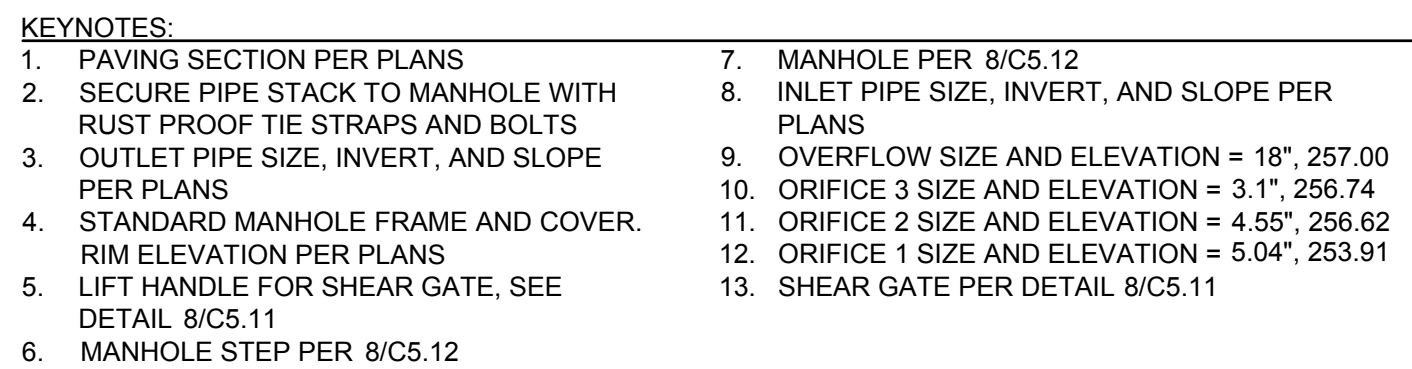 KEYNOTES:
1. PAVING SECTION PER PLANS
2. SECURE PIPE STACK TO MANHOLE WITH
RUST PROOF TIE STRAPS AND BOLTS
3. OUTLET PIPE SIZE, INVERT, AND SLOPE
PER PLANS
4. STANDARD MANHOLE FRAME AND COVER.
RIM ELEVATION PER PLANS
5. LIFT HANDLE FOR SHEAR GATE, SEE
DETAIL 8/C5.11
6. MANHOLE STEP PER 8/C5.12
7. MANHOLE PER 8/C5.12
8. INLET PIPE SIZE, INVERT, AND SLOPE PER
PLANS
9. OVERFLOW SIZE AND ELEVATION = 18", 257.00
10. ORIFICE 3 SIZE AND ELEVATION = 3.1", 256.74
11. ORIFICE 2 SIZE AND ELEVATION = 4.55", 256.62
12. ORIFICE 1 SIZE AND ELEVATION = 5.04", 253.91
13. SHEAR GATE PER DETAIL 8/C5.11